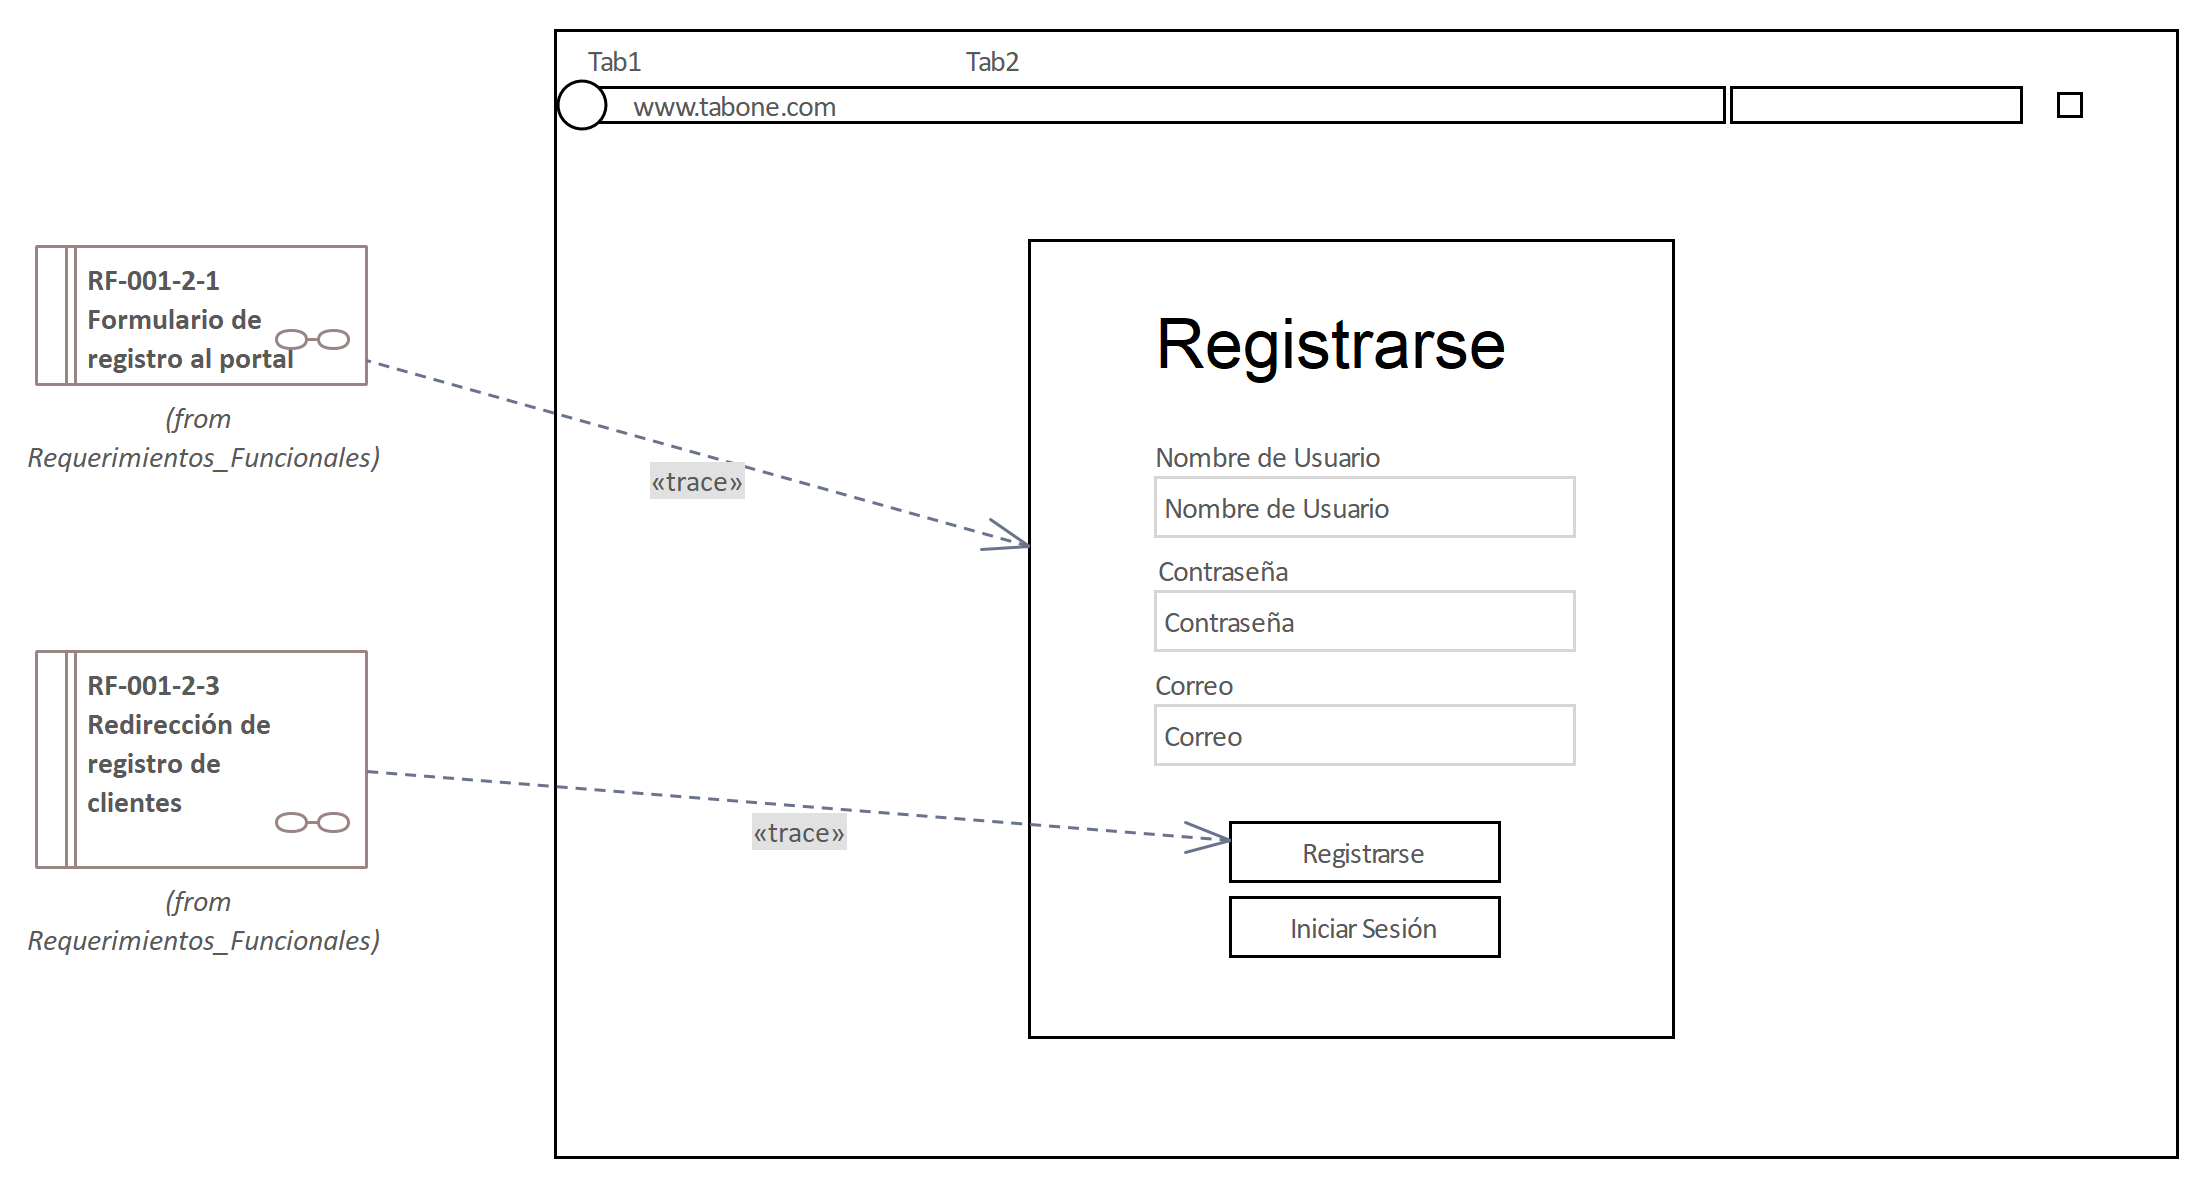 Tab1
Tab2
www.tabone.com
RF-001-2-1
Formulario de
registro al portal
(from
Requerimientos_Funcionales)
«trace»
RF-001-2-3
Redirección de
registro de
clientes
(from
Requerimientos_Funcionales)
«trace»
Registrarse
Nombre de Usuario
Nombre de Usuario
Contraseña
Contraseña
Correo
Correo
Registrarse
Iniciar Sesión